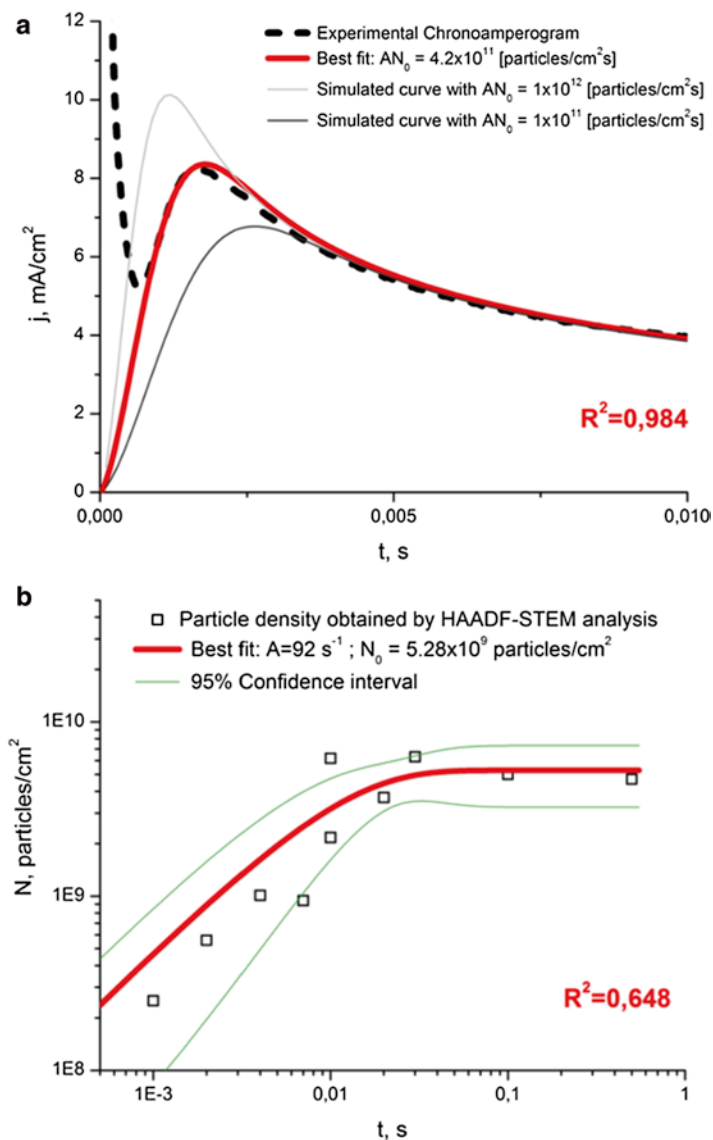 a
12
10
8
6
4
2
0
j, mA/cm²
Experimental Chronoamperogram
Best fit: AN₀ = 4.2x10¹¹ [particles/cm²s]
Simulated curve with AN₀ = 1x10¹² [particles/cm²s]
Simulated curve with AN₀ = 1x10¹¹ [particles/cm²s]
R²=0,984
0,000 0,005 0,010
t, s
b
Particle density obtained by HAADF-STEM analysis
Best fit: A=92 s⁻¹ ; N₀ = 5.28x10⁹ particles/cm²
95% Confidence interval
1E10
1E9
1E8
N, particles/cm²
R²=0,648
1E-3 0,01 0,1 1
t, s